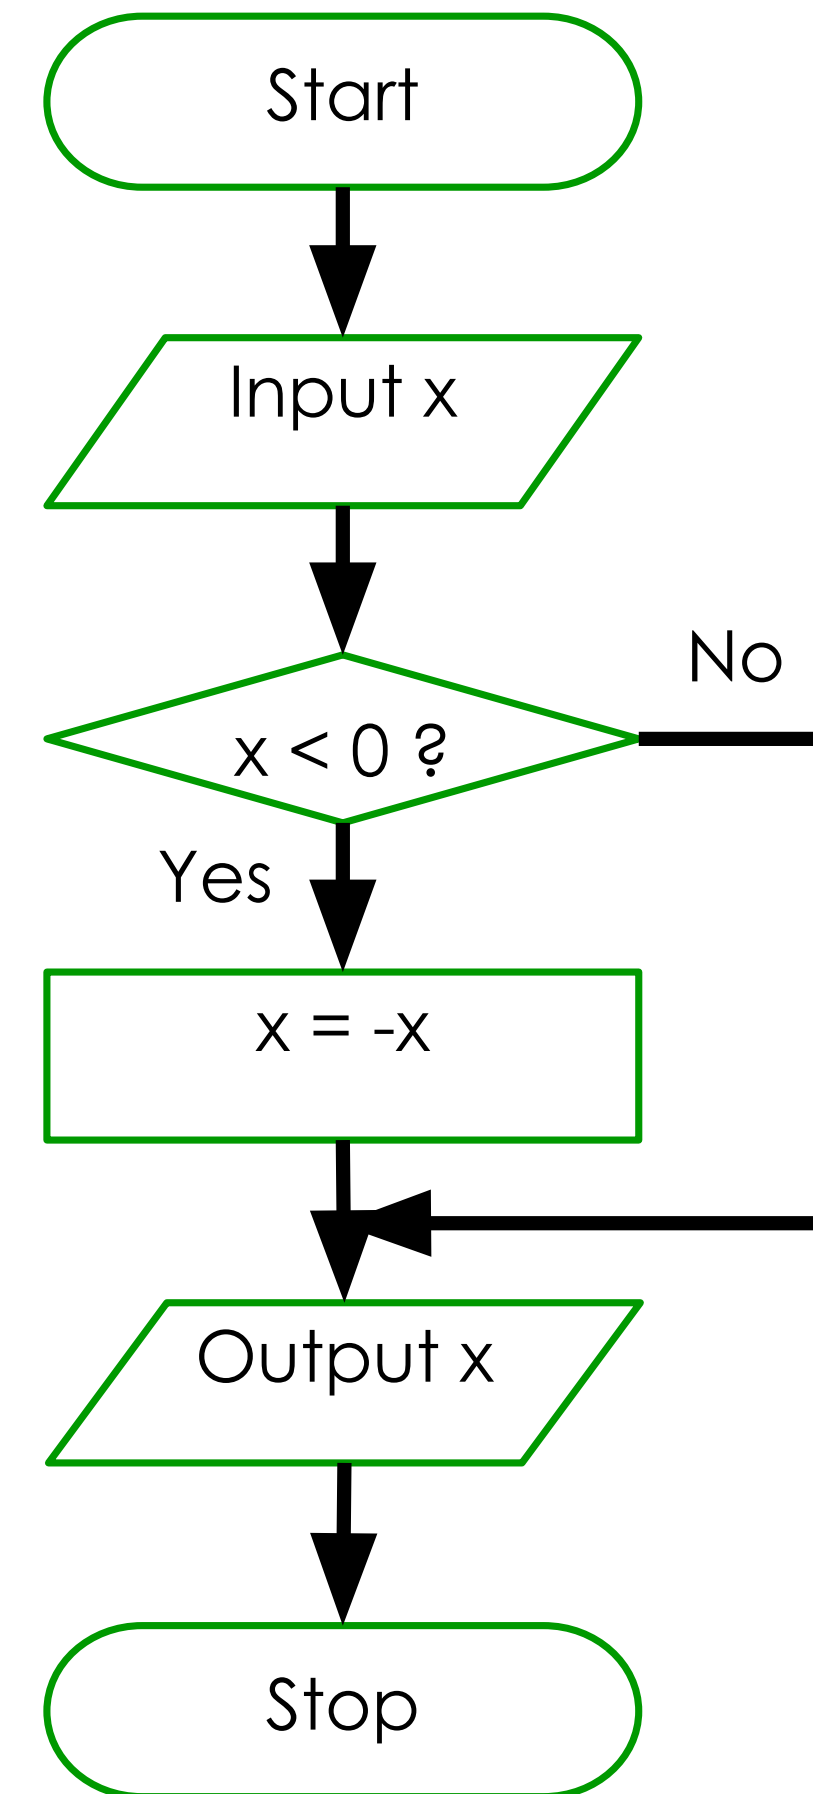 Start
Input x
No
x < 0 ?
Yes
x = -x
Output x
Stop